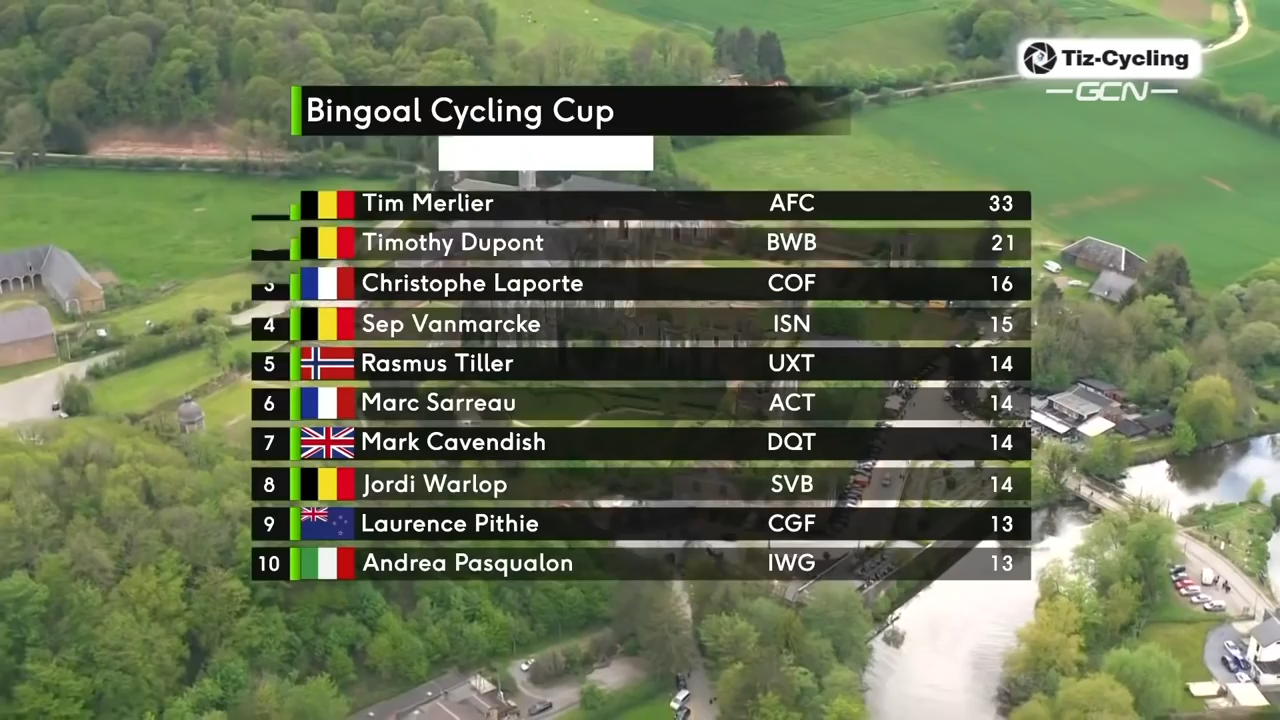 Tiz-Cycling
GCN
Bingoal Cycling Cup
Tim Merlier AFC 33
Timothy Dupont BWB 21
3 Christophe Laporte COF 16
4 Sep Vanmarcke ISN 15
5 Rasmus Tiller UXT 14
6 Marc Sarreau ACT 14
7 Mark Cavendish DQT 14
8 Jordi Warlop SVB 14
9 Laurence Pithie CGF 13
10 Andrea Pasqualon IWG 13